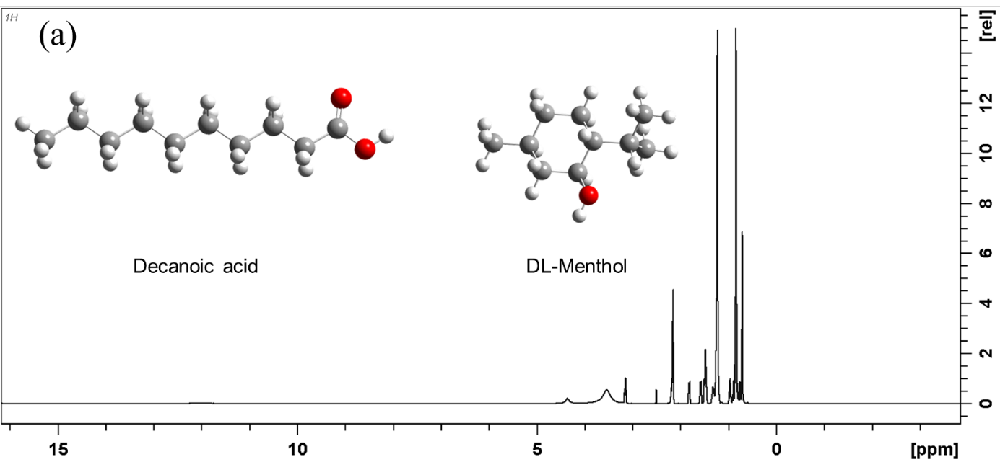 1H
(a)
[rel]
12
10
8
6
4
2
0
Decanoic acid
DL-Menthol
15
10
5
0
[ppm]